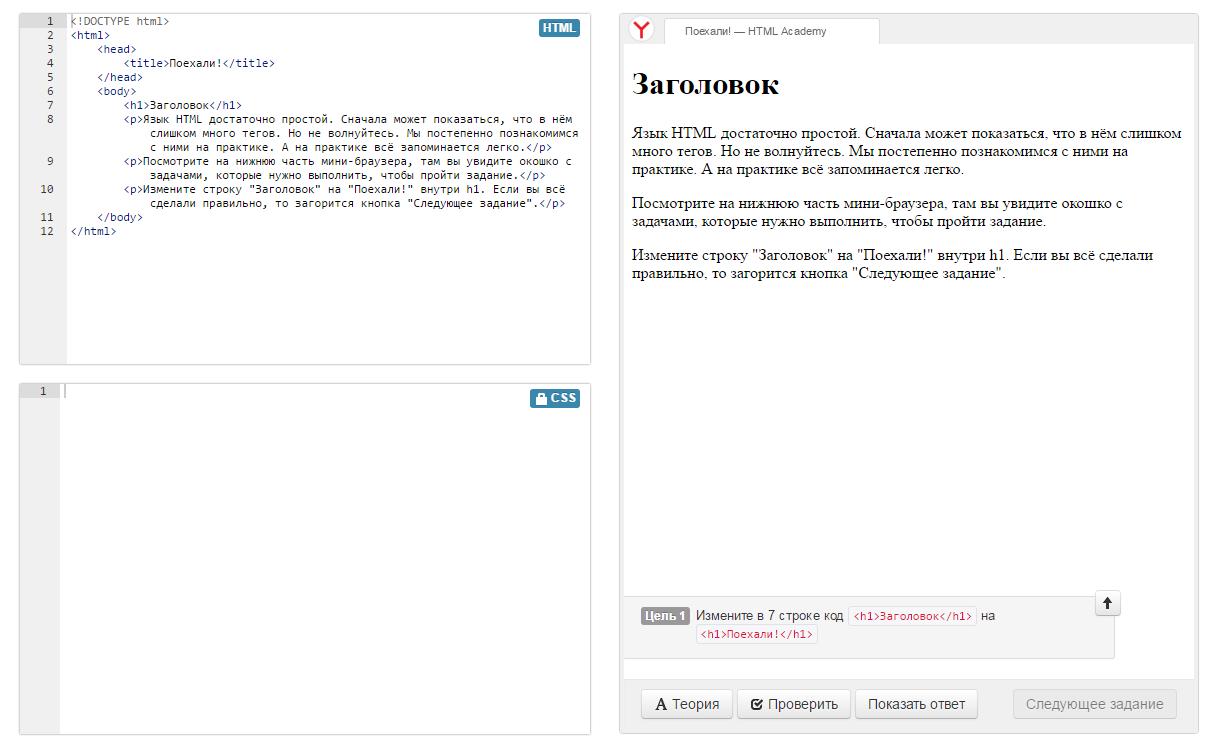 1 <!DOCTYPE html>
HTML
2 <html>
3 <head>
4 <title>Поехали!</title>
5 </head>
6 <body>
7 <h1>Заголовок</h1>
8 <p>Язык HTML достаточно простой. Сначала может показаться, что в нём
слишком много тегов. Но не волнуйтесь. Мы постепенно познакомимся
с ними на практике. А на практике всё запоминается легко.</p>
9 <p>Посмотрите на нижнюю часть мини-браузера, там вы увидите окошко с
задачами, которые нужно выполнить, чтобы пройти задание.</p>
10 <p>Измените строку "Заголовок" на "Поехали!" внутри h1. Если вы всё
сделали правильно, то загорится кнопка "Следующее задание".</p>
11 </body>
12 </html>
1
CSS
Поехали! — HTML Academy
Заголовок
Язык HTML достаточно простой. Сначала может показаться, что в нём слишком
много тегов. Но не волнуйтесь. Мы постепенно познакомимся с ними на
практике. А на практике всё запоминается легко.
Посмотрите на нижнюю часть мини-браузера, там вы увидите окошко с
задачами, которые нужно выполнить, чтобы пройти задание.
Измените строку "Заголовок" на "Поехали!" внутри h1. Если вы всё сделали
правильно, то загорится кнопка "Следующее задание".
Цель 1 Измените в 7 строке код <h1>Заголовок</h1> на
<h1>Поехали!</h1>
Теория Проверить Показать ответ Следующее задание